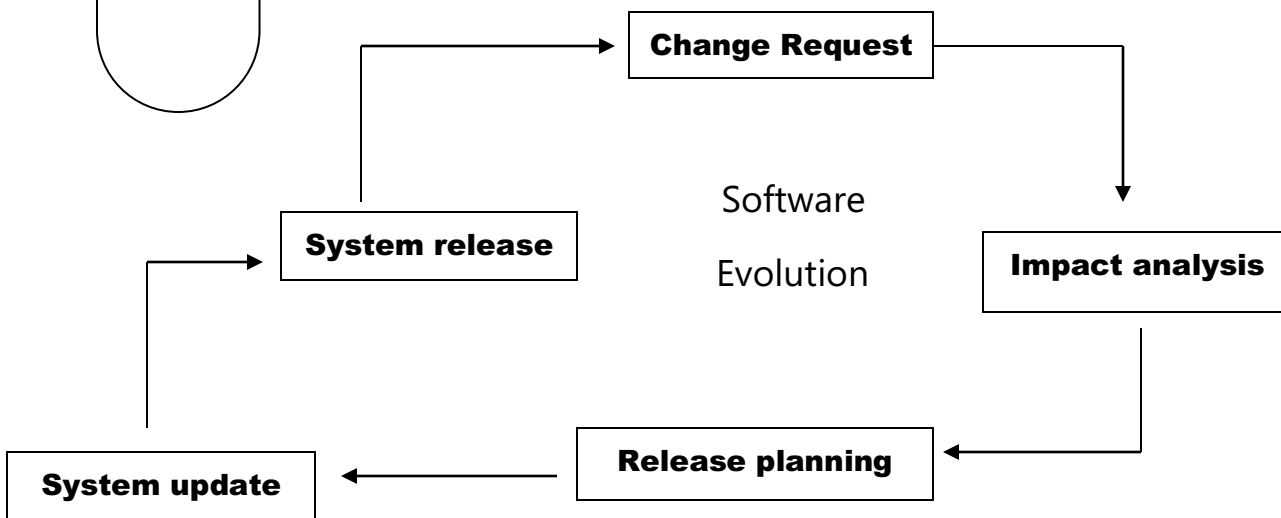 Change Request
Software
Evolution
System release
Impact analysis
Release planning
System update